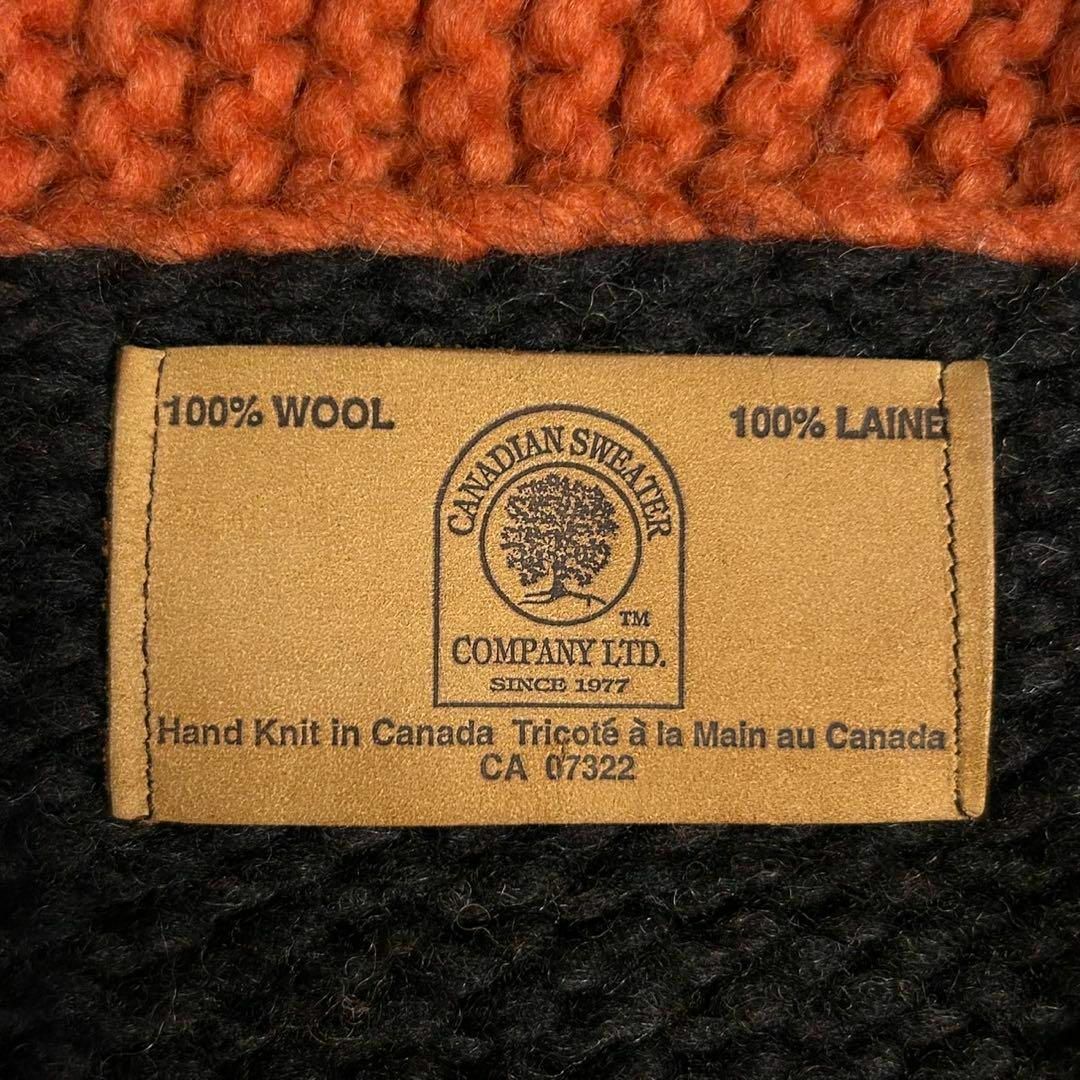 100% WOOL 100% LAINE
CANADIAN SWEATER
TM
COMPANY LTD.
SINCE 1977
Hand Knit in Canada Tricoté à la Main au Canada
CA 07322